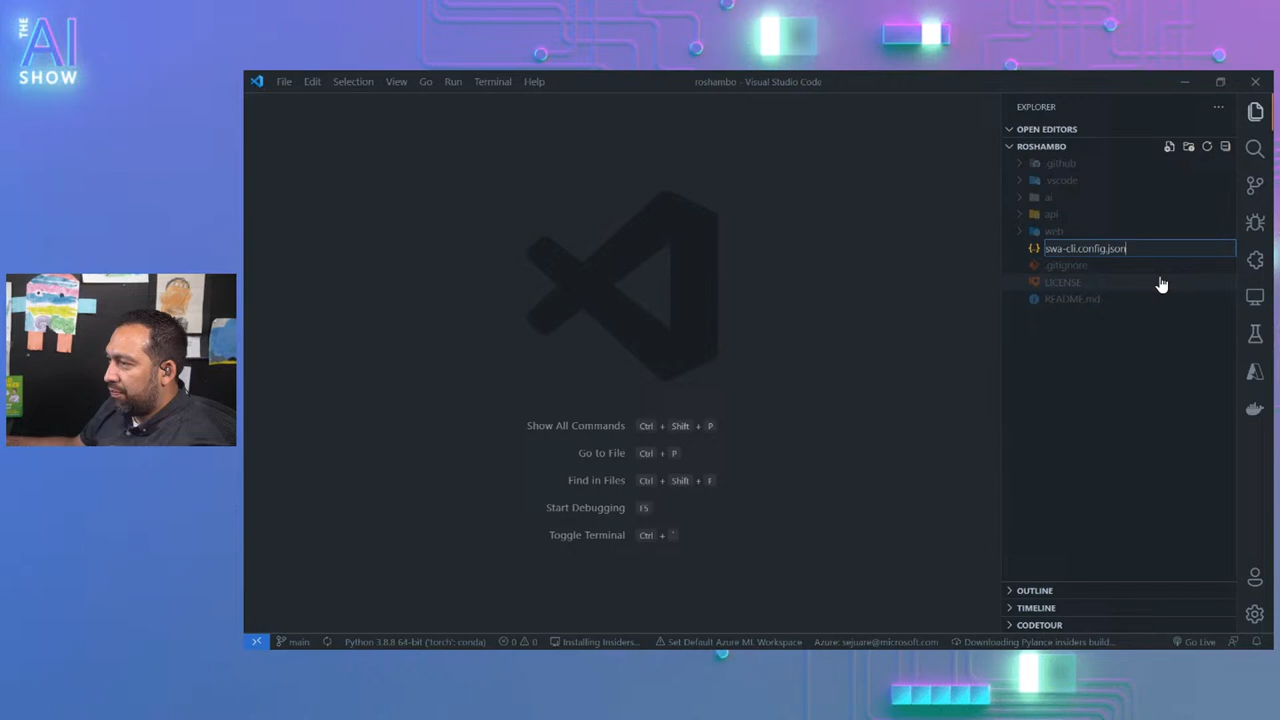 THE
AI
SHOW
File Edit Selection View Go Run Terminal Help
roshambo - Visual Studio Code
EXPLORER
OPEN EDITORS
ROSHAMBO
.github
.vscode
ai
api
web
swa-cli.config.json
.gitignore
LICENSE
README.md
Show All Commands Ctrl + Shift + P
Go to File Ctrl + P
Find in Files Ctrl + Shift + F
Start Debugging F5
Toggle Terminal Ctrl + `
OUTLINE
TIMELINE
CODETOUR
main Python 3.8.8 64-bit ('torch': conda) 0 0 Installing Insiders... Set Default Azure ML Workspace Azure: sejuare@microsoft.com Downloading Pylance insiders build... Go Live